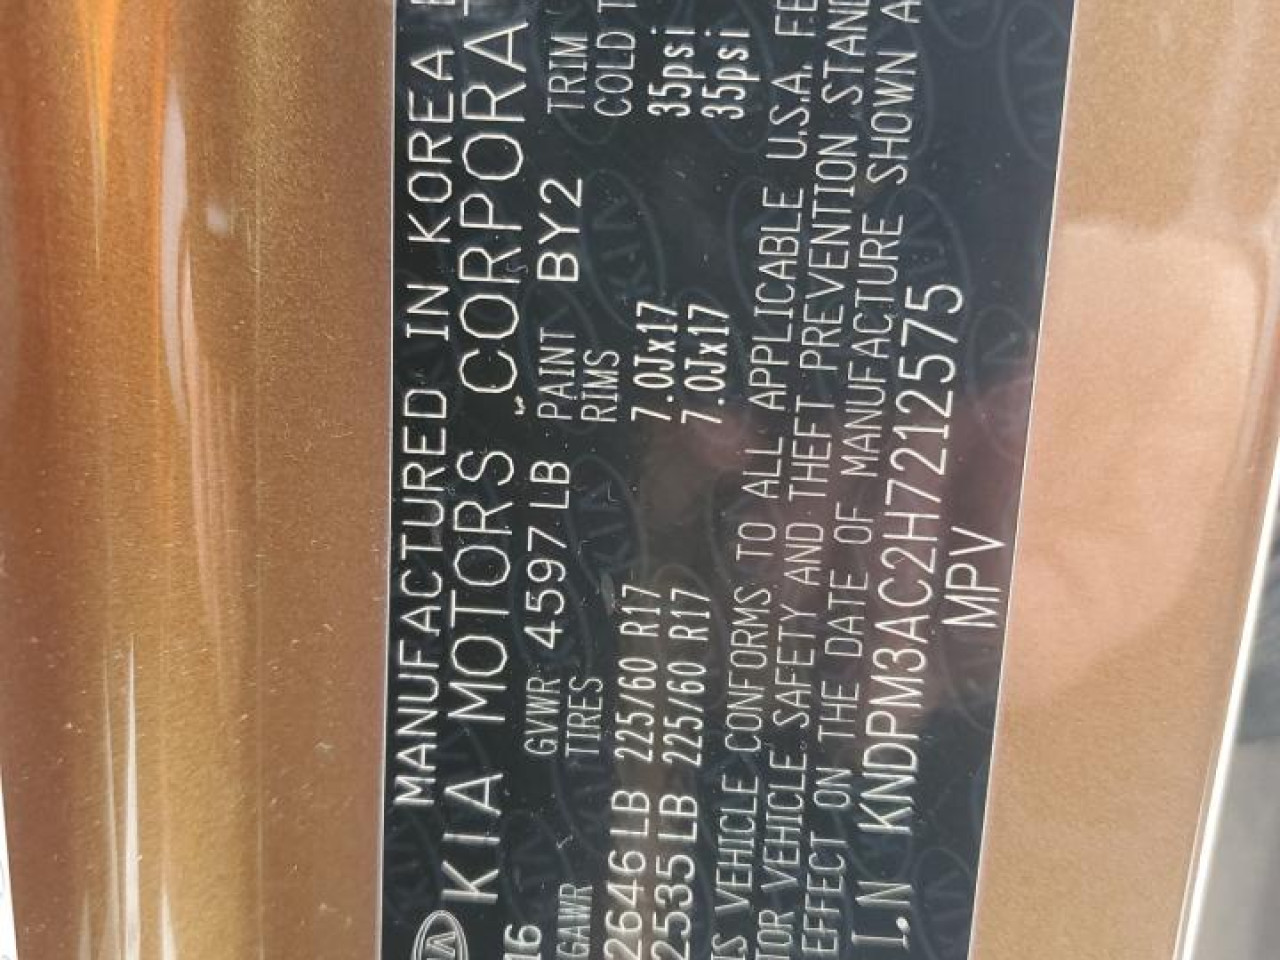 MANUFACTURED IN KOREA
KIA MOTORS CORPORA
16 GVWR 4597LB PAINT BY2 TRIM
GAWR TIRES RIMS COLD
2646LB 225/60 R17 7.0Jx17 35psi
2535LB 225/60 R17 7.0Jx17 35psi
IS VEHICLE CONFORMS TO ALL APPLICABLE U.S.A. FE
TOR VEHICLE SAFETY AND THEFT PREVENTION STAND
EFFECT ON THE DATE OF MANUFACTURE SHOWN A
I.N KNDPM3AC2H7212575
MPV